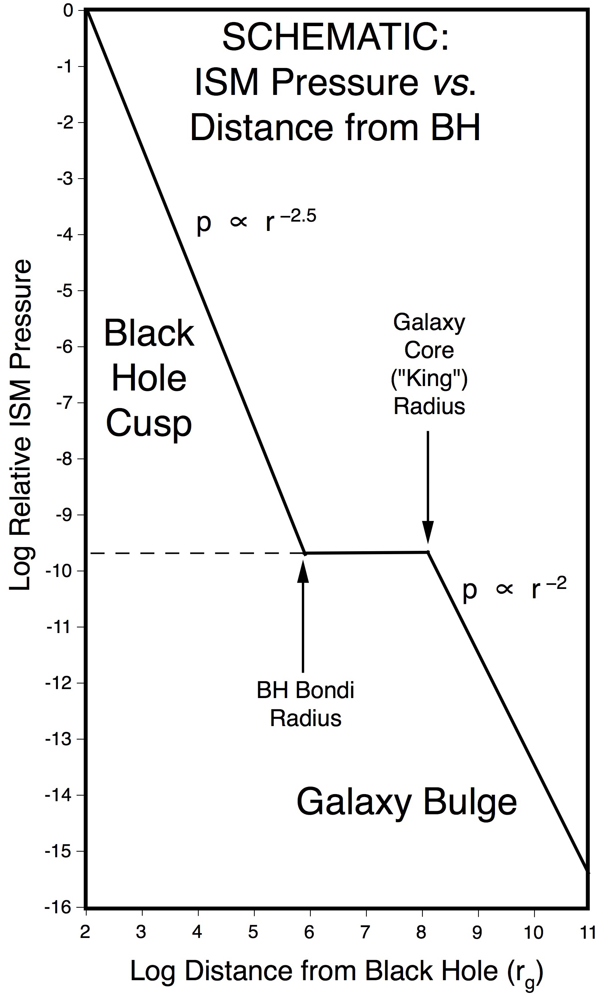 SCHEMATIC:
ISM Pressure vs.
Distance from BH
0
-1
-2
-3
-4
-5
-6
-7
-8
-9
-10
-11
-12
-13
-14
-15
-16
Log Relative ISM Pressure
p ∝ r –2.5
Black
Hole
Cusp
Galaxy
Core
("King")
Radius
p ∝ r –2
BH Bondi
Radius
Galaxy Bulge
2 3 4 5 6 7 8 9 10 11
Log Distance from Black Hole (rg)